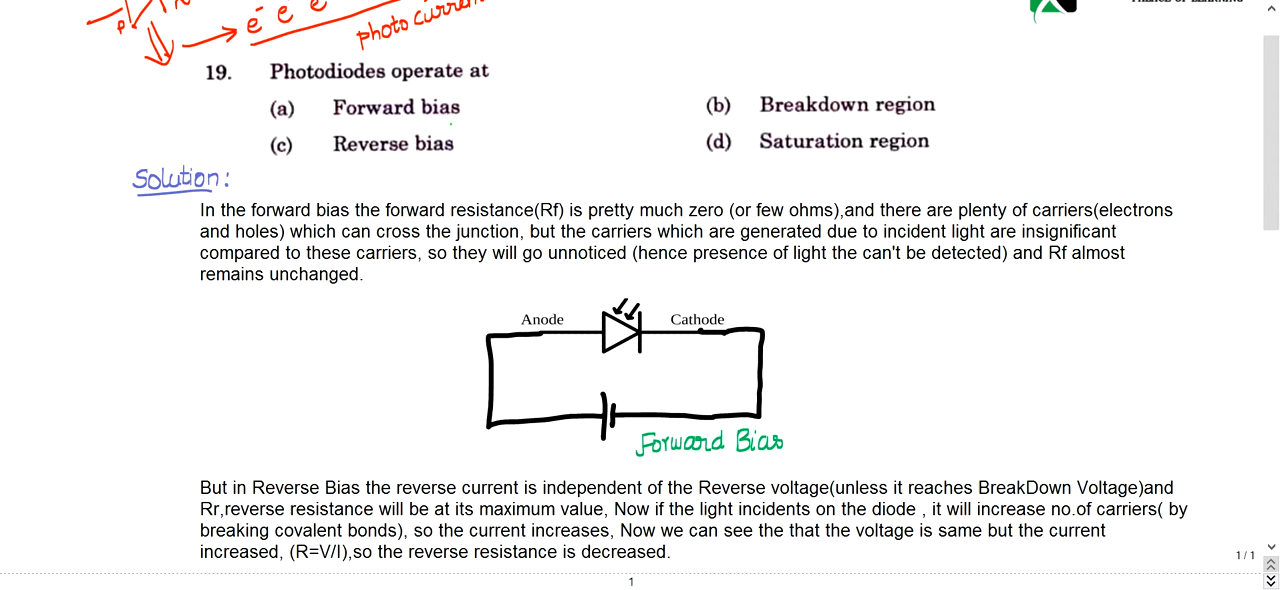 P
e e e
photo current
19. Photodiodes operate at
(a) Forward bias (b) Breakdown region
(c) Reverse bias (d) Saturation region
Solution:
In the forward bias the forward resistance(Rf) is pretty much zero (or few ohms),and there are plenty of carriers(electrons
and holes) which can cross the junction, but the carriers which are generated due to incident light are insignificant
compared to these carriers, so they will go unnoticed (hence presence of light the can't be detected) and Rf almost
remains unchanged.
Anode Cathode
Forward Bias
But in Reverse Bias the reverse current is independent of the Reverse voltage(unless it reaches BreakDown Voltage)and
Rr,reverse resistance will be at its maximum value, Now if the light incidents on the diode , it will increase no.of carriers( by
breaking covalent bonds), so the current increases, Now we can see the that the voltage is same but the current
increased, (R=V/I),so the reverse resistance is decreased.
1 / 1
1